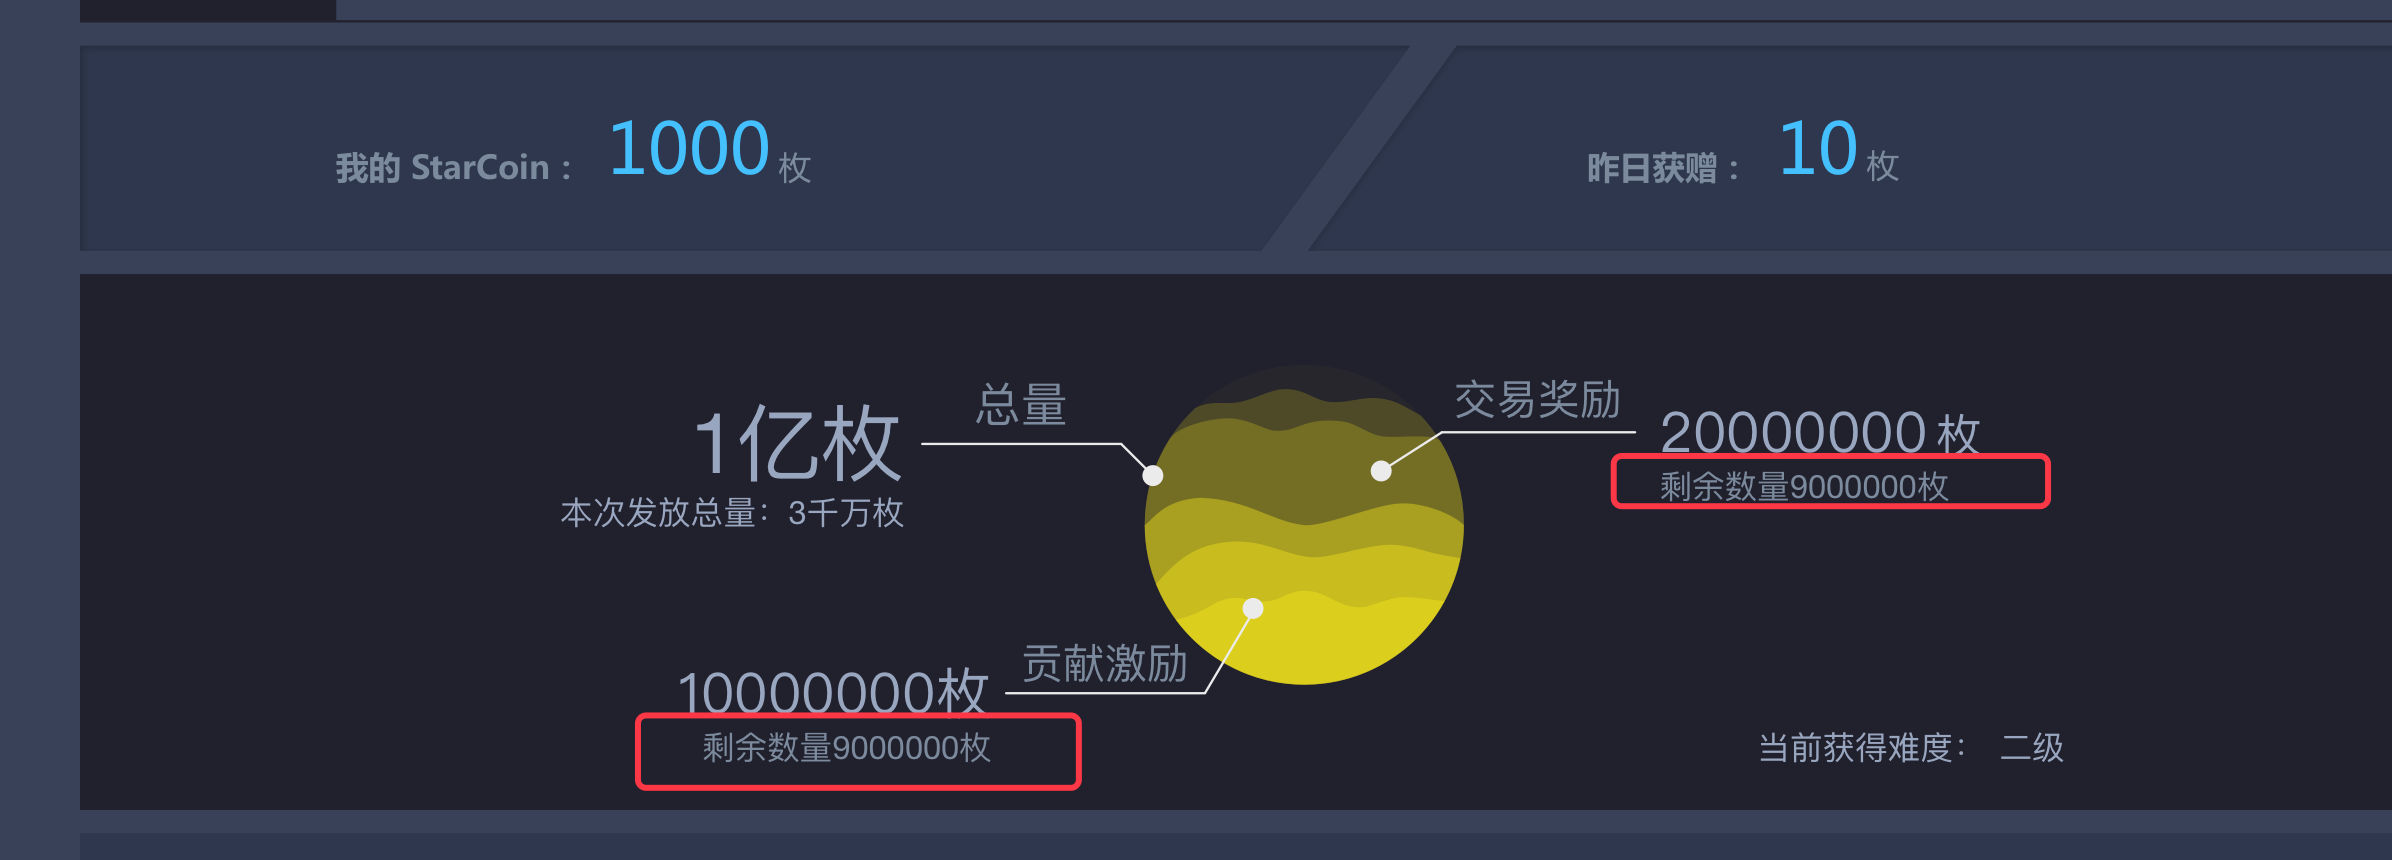 我的 StarCoin： 1000 枚
昨日获赠： 10 枚
总量
1亿枚
本次发放总量：3千万枚
交易奖励
20000000 枚
剩余数量9000000枚
贡献激励
10000000枚
剩余数量9000000枚
当前获得难度： 二级